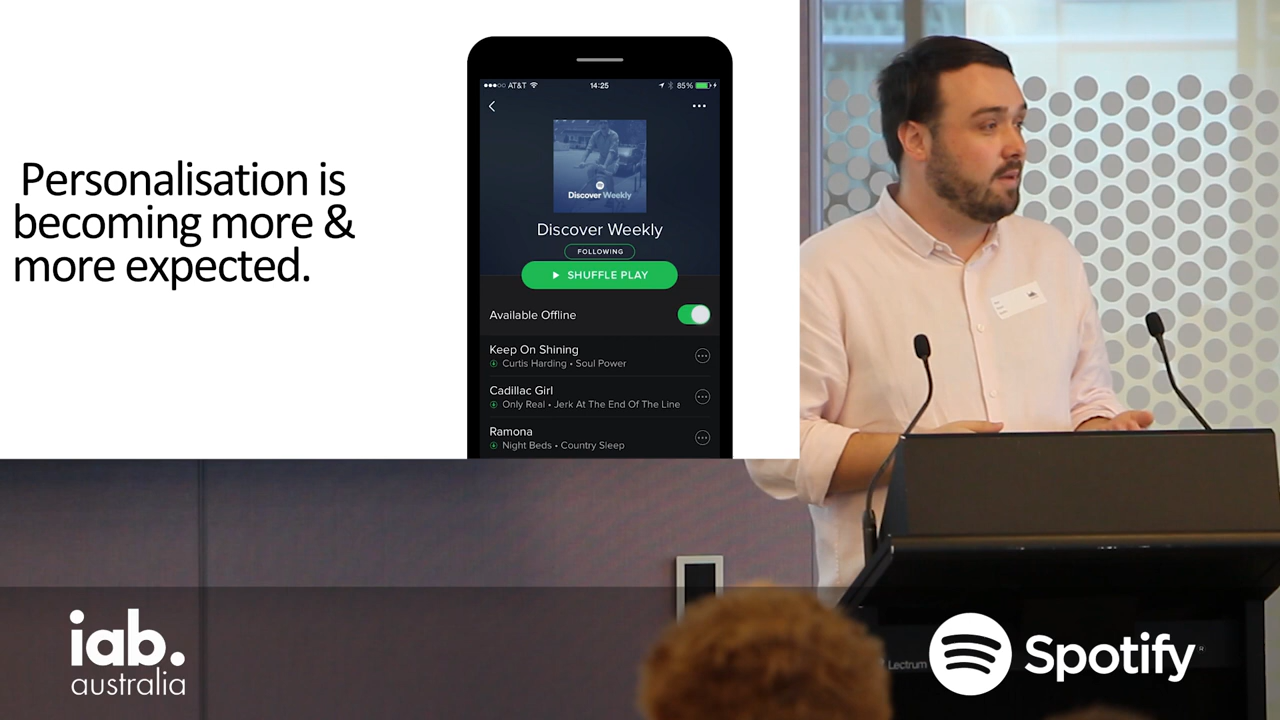 Personalisation is
becoming more &
more expected.
AT&T
14:25
85%
Discover Weekly
Discover Weekly
FOLLOWING
SHUFFLE PLAY
Available Offline
Keep On Shining
Curtis Harding • Soul Power
Cadillac Girl
Only Real • Jerk At The End Of The Line
Ramona
Night Beds • Country Sleep
iab.
australia
Lectrum
Spotify